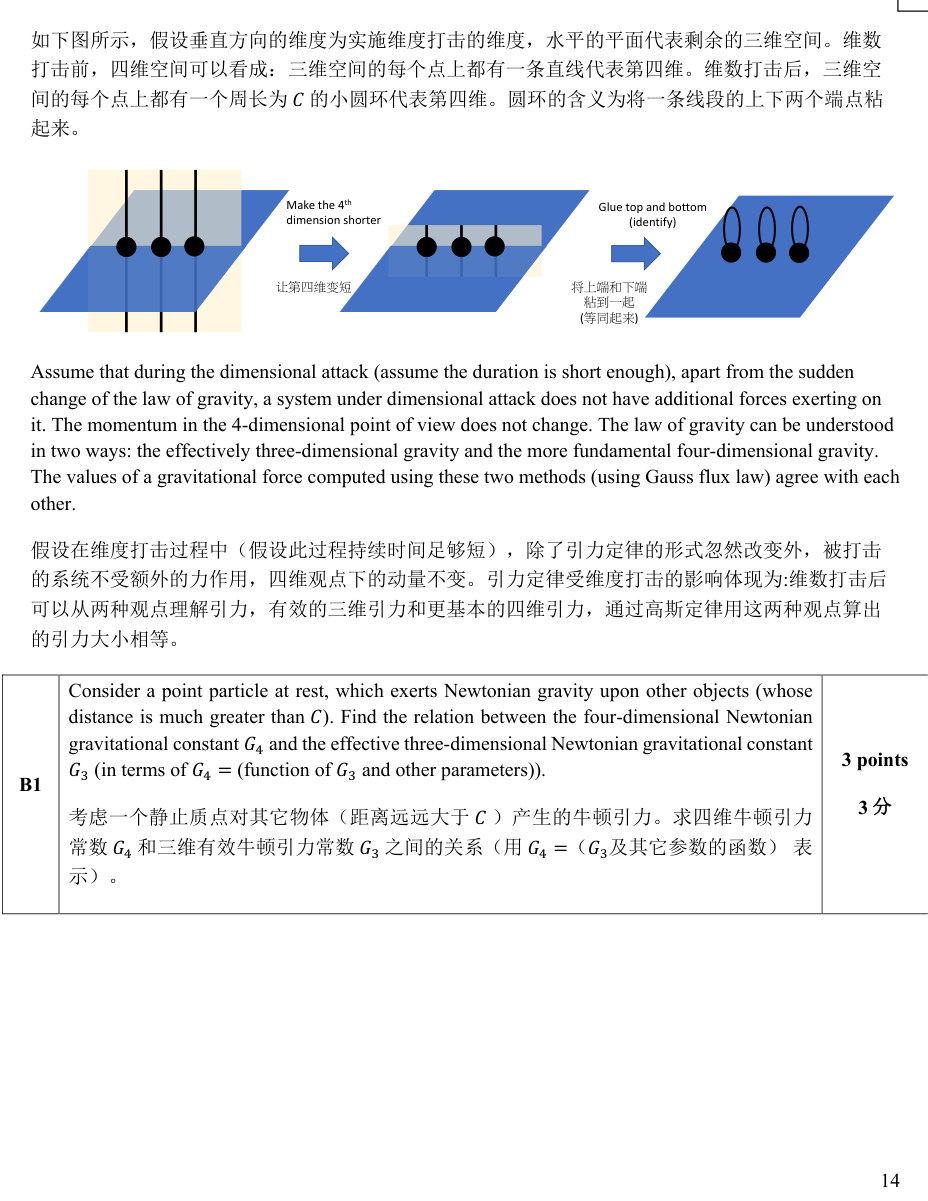 如下图所示，假设垂直方向的维度为实施维度打击的维度，水平的平面代表剩余的三维空间。维数
打击前，四维空间可以看成：三维空间的每个点上都有一条直线代表第四维。维数打击后，三维空
间的每个点上都有一个周长为 C 的小圆环代表第四维。圆环的含义为将一条线段的上下两个端点粘
起来。
Make the 4th
dimension shorter
让第四维变短
Glue top and bottom
(identify)
将上端和下端
粘到一起
(等同起来)
Assume that during the dimensional attack (assume the duration is short enough), apart from the sudden
change of the law of gravity, a system under dimensional attack does not have additional forces exerting on
it. The momentum in the 4-dimensional point of view does not change. The law of gravity can be understood
in two ways: the effectively three-dimensional gravity and the more fundamental four-dimensional gravity.
The values of a gravitational force computed using these two methods (using Gauss flux law) agree with each
other.
假设在维度打击过程中（假设此过程持续时间足够短），除了引力定律的形式忽然改变外，被打击
的系统不受额外的力作用，四维观点下的动量不变。引力定律受维度打击的影响体现为:维数打击后
可以从两种观点理解引力，有效的三维引力和更基本的四维引力，通过高斯定律用这两种观点算出
的引力大小相等。
B1
Consider a point particle at rest, which exerts Newtonian gravity upon other objects (whose
distance is much greater than C). Find the relation between the four-dimensional Newtonian
gravitational constant G₄ and the effective three-dimensional Newtonian gravitational constant
G₃ (in terms of G₄ = (function of G₃ and other parameters)).
考虑一个静止质点对其它物体（距离远远大于 C ）产生的牛顿引力。求四维牛顿引力
常数 G₄ 和三维有效牛顿引力常数 G₃ 之间的关系（用 G₄ =（G₃及其它参数的函数） 表
示）。
3 points
3 分
14